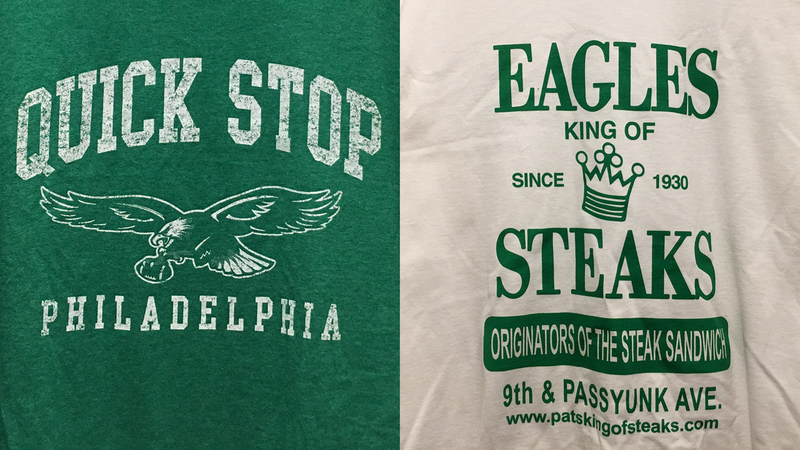 QUICK STOP
PHILADELPHIA
EAGLES
KING OF
SINCE 1930
STEAKS
ORIGINATORS OF THE STEAK SANDWICH
9th & PASSYUNK AVE.
www.patskingofsteaks.com